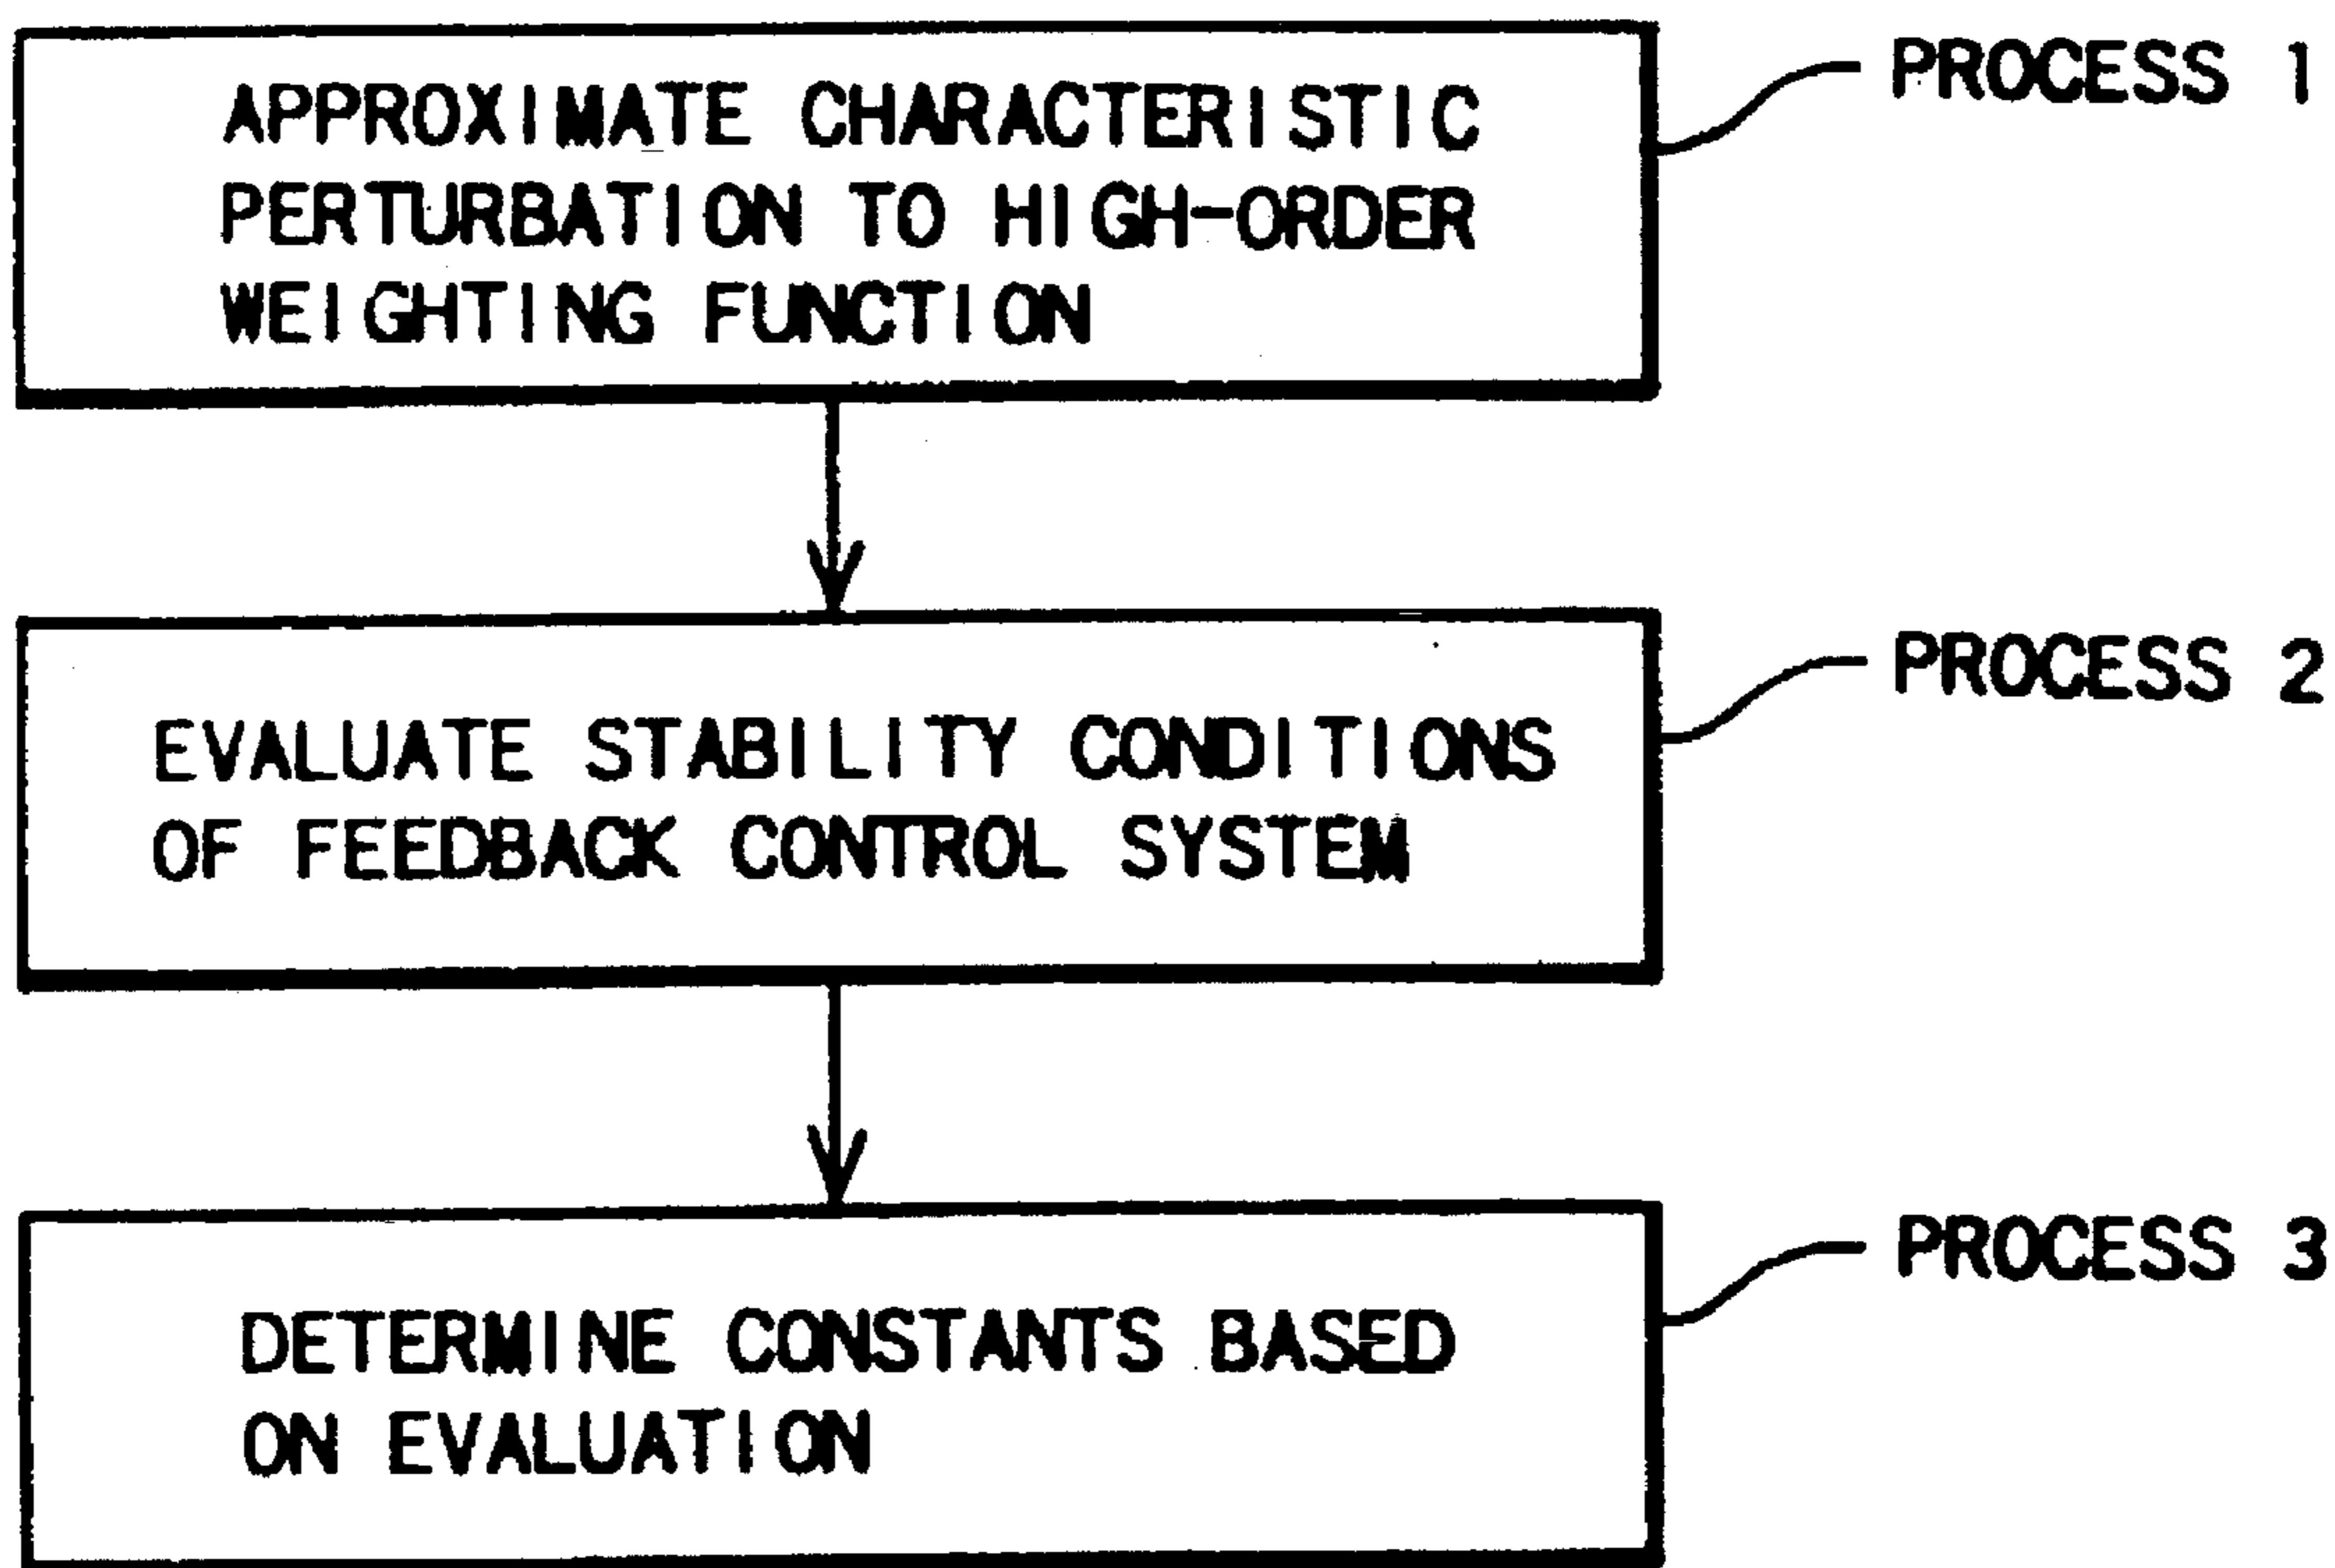 APPROXIMATE CHARACTERISTIC
PERTURBATION TO HIGH-ORDER
WEIGHTING FUNCTION
PROCESS 1
EVALUATE STABILITY CONDITIONS
OF FEEDBACK CONTROL SYSTEM
PROCESS 2
DETERMINE CONSTANTS BASED
ON EVALUATION
PROCESS 3